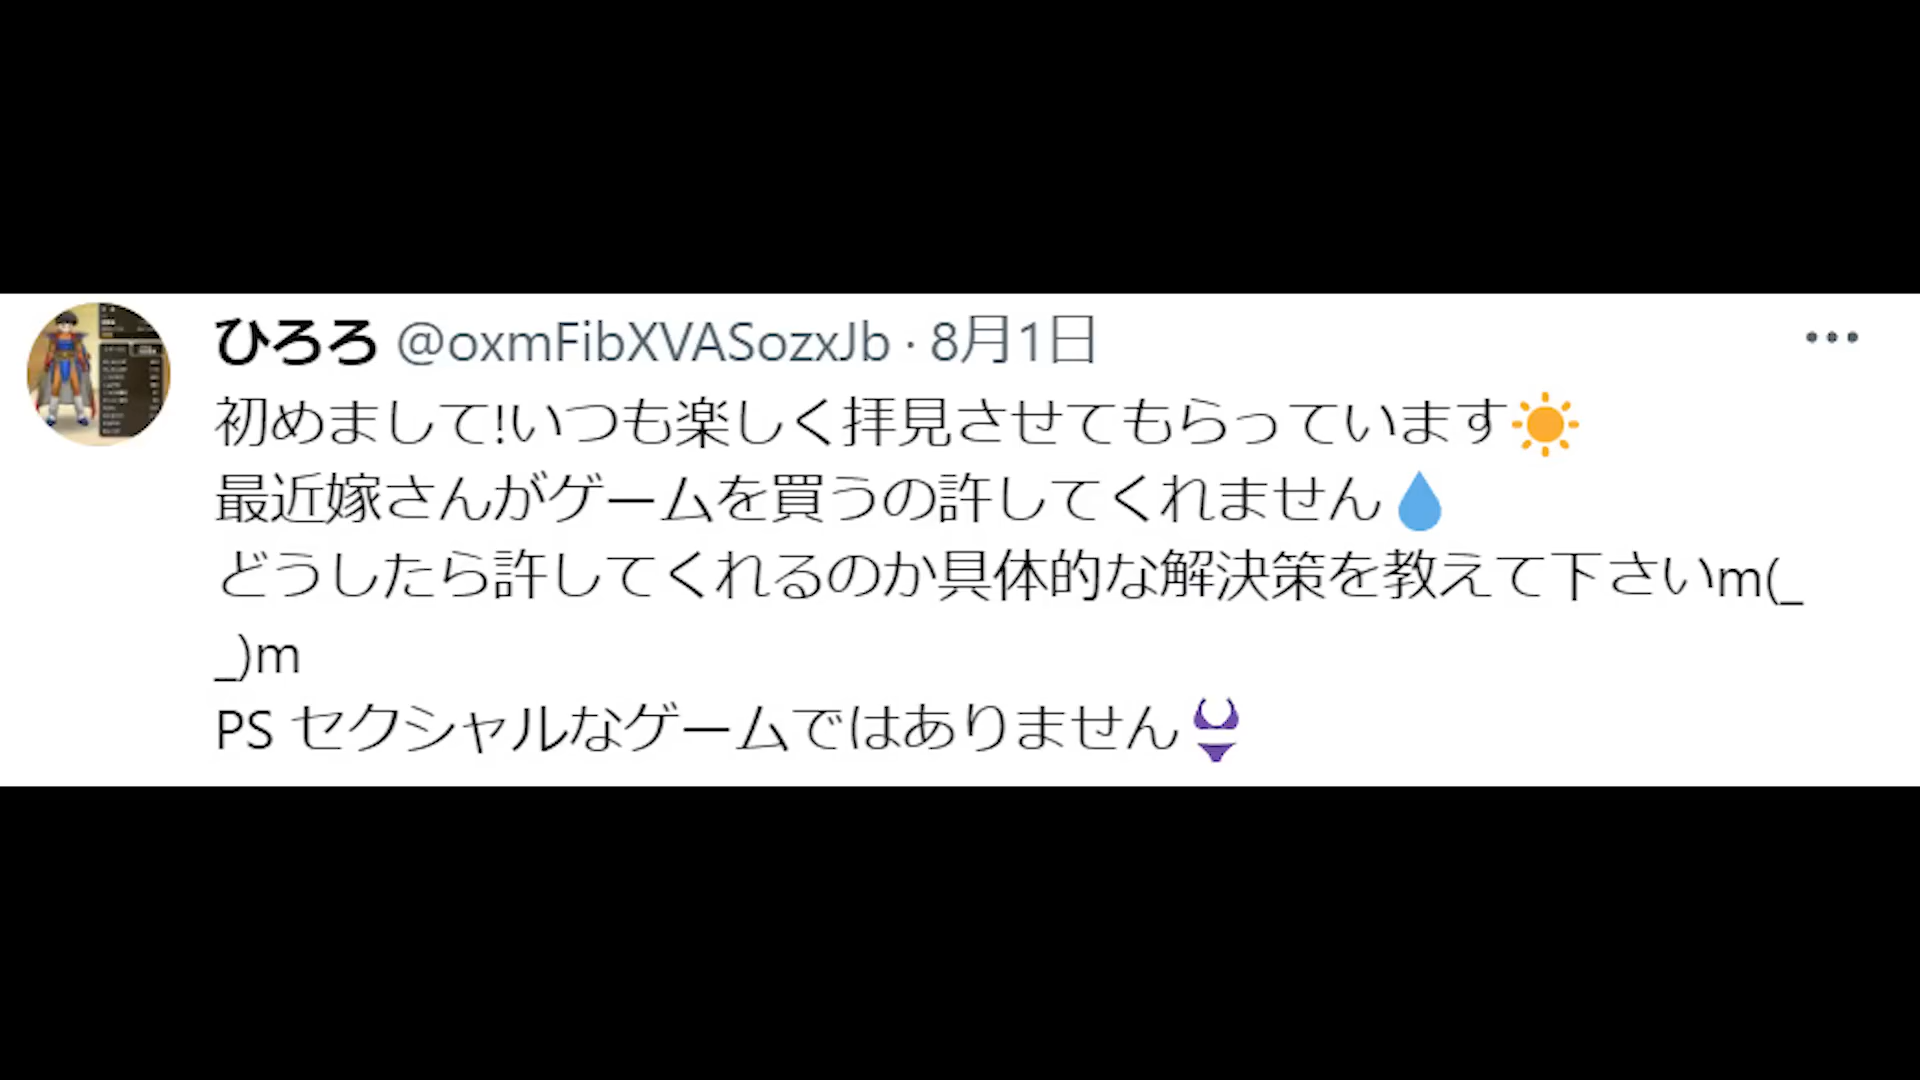 ひろろ @oxmFibXVASozxJb · 8月1日
初めまして!いつも楽しく拝見させてもらっています☀
最近嫁さんがゲームを買うの許してくれません💧
どうしたら許してくれるのか具体的な解決策を教えて下さいm(_
_)m
PS セクシャルなゲームではありません👙